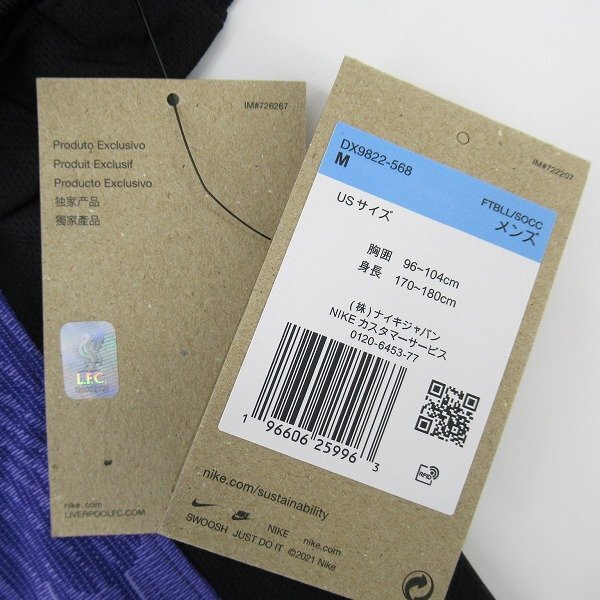 IM#726267
Produto Exclusivo
Produit Exclusif
Producto Exclusivo
独家产品
獨家產品
L.F.C.
nike.com
LIVERPOOLFC.COM
IM#722207
DX9822-568
M
FTBLL/SOCC
メンズ
USサイズ
胸囲 96~104cm
身長 170~180cm
(株)ナイキジャパン
NIKE カスタマーサービス
0120-6453-77
1 96606 25996 3
RFID
nike.com/sustainability
NIKE nike.com
SWOOSH JUST DO IT ©2021 Nike